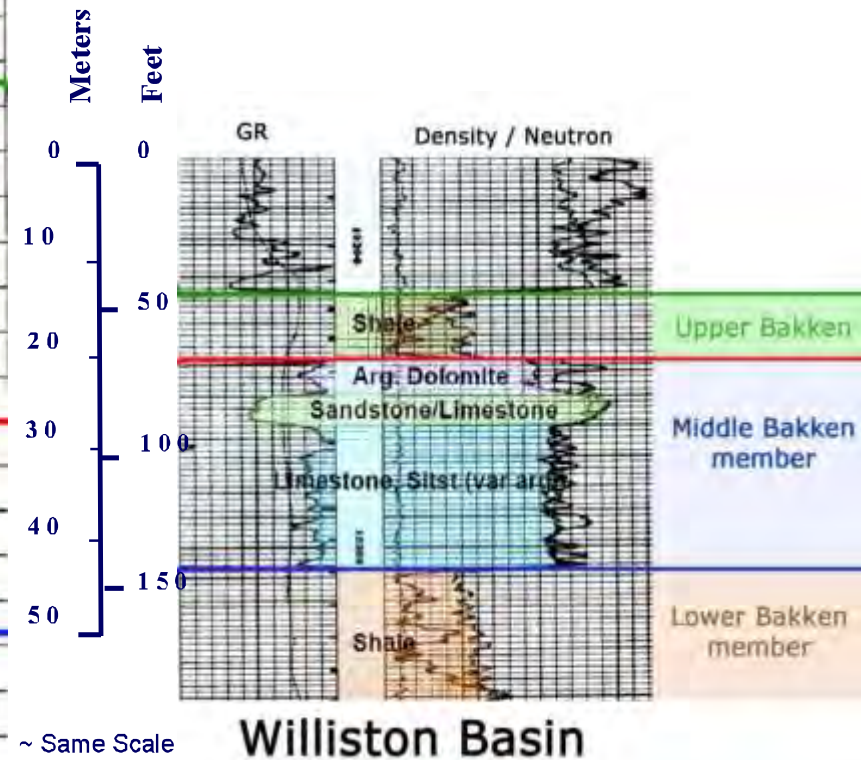 Meters
Feet
GR
Density / Neutron
0
0
10
50
Shale
Upper Bakken
20
Arg. Dolomite
Sandstone/Limestone
30
Middle Bakken
member
100
Limestone, Sltst (var arg)
40
150
50
Lower Bakken
member
Shale
~ Same Scale
Williston Basin